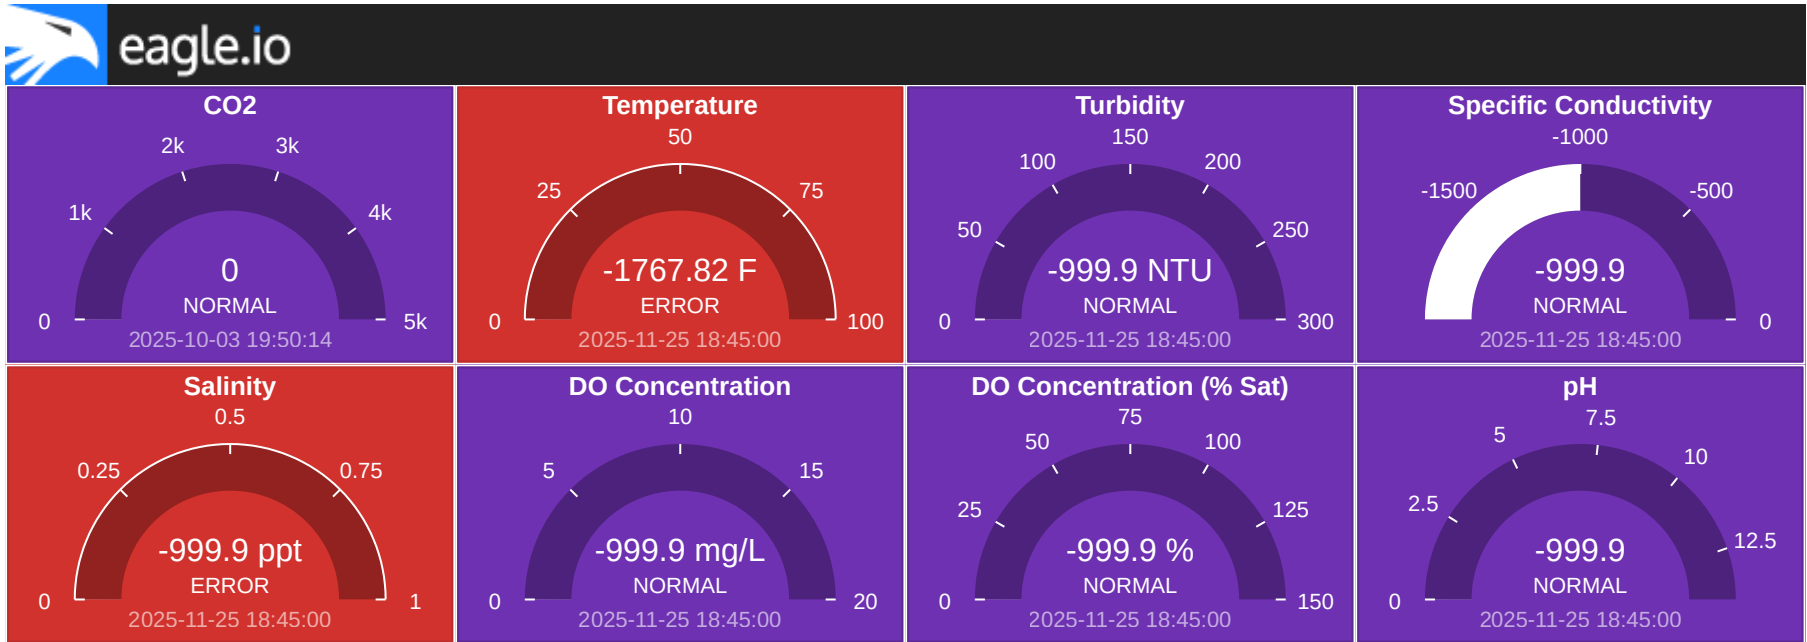 eagle.io
CO2
2k 3k
1k 4k
0
NORMAL
0 5k
2025-10-03 19:50:14
Temperature
50
25 75
-1767.82 F
ERROR
0 100
2025-11-25 18:45:00
Turbidity
150
100 200
50 250
-999.9 NTU
NORMAL
0 300
2025-11-25 18:45:00
Specific Conductivity
-1000
-1500 -500
-999.9
NORMAL
0
2025-11-25 18:45:00
Salinity
0.5
0.25 0.75
-999.9 ppt
ERROR
0 1
2025-11-25 18:45:00
DO Concentration
10
5 15
-999.9 mg/L
NORMAL
0 20
2025-11-25 18:45:00
DO Concentration (% Sat)
75
50 100
25 125
-999.9 %
NORMAL
0 150
2025-11-25 18:45:00
pH
7.5
5 10
2.5 12.5
-999.9
NORMAL
0
2025-11-25 18:45:00